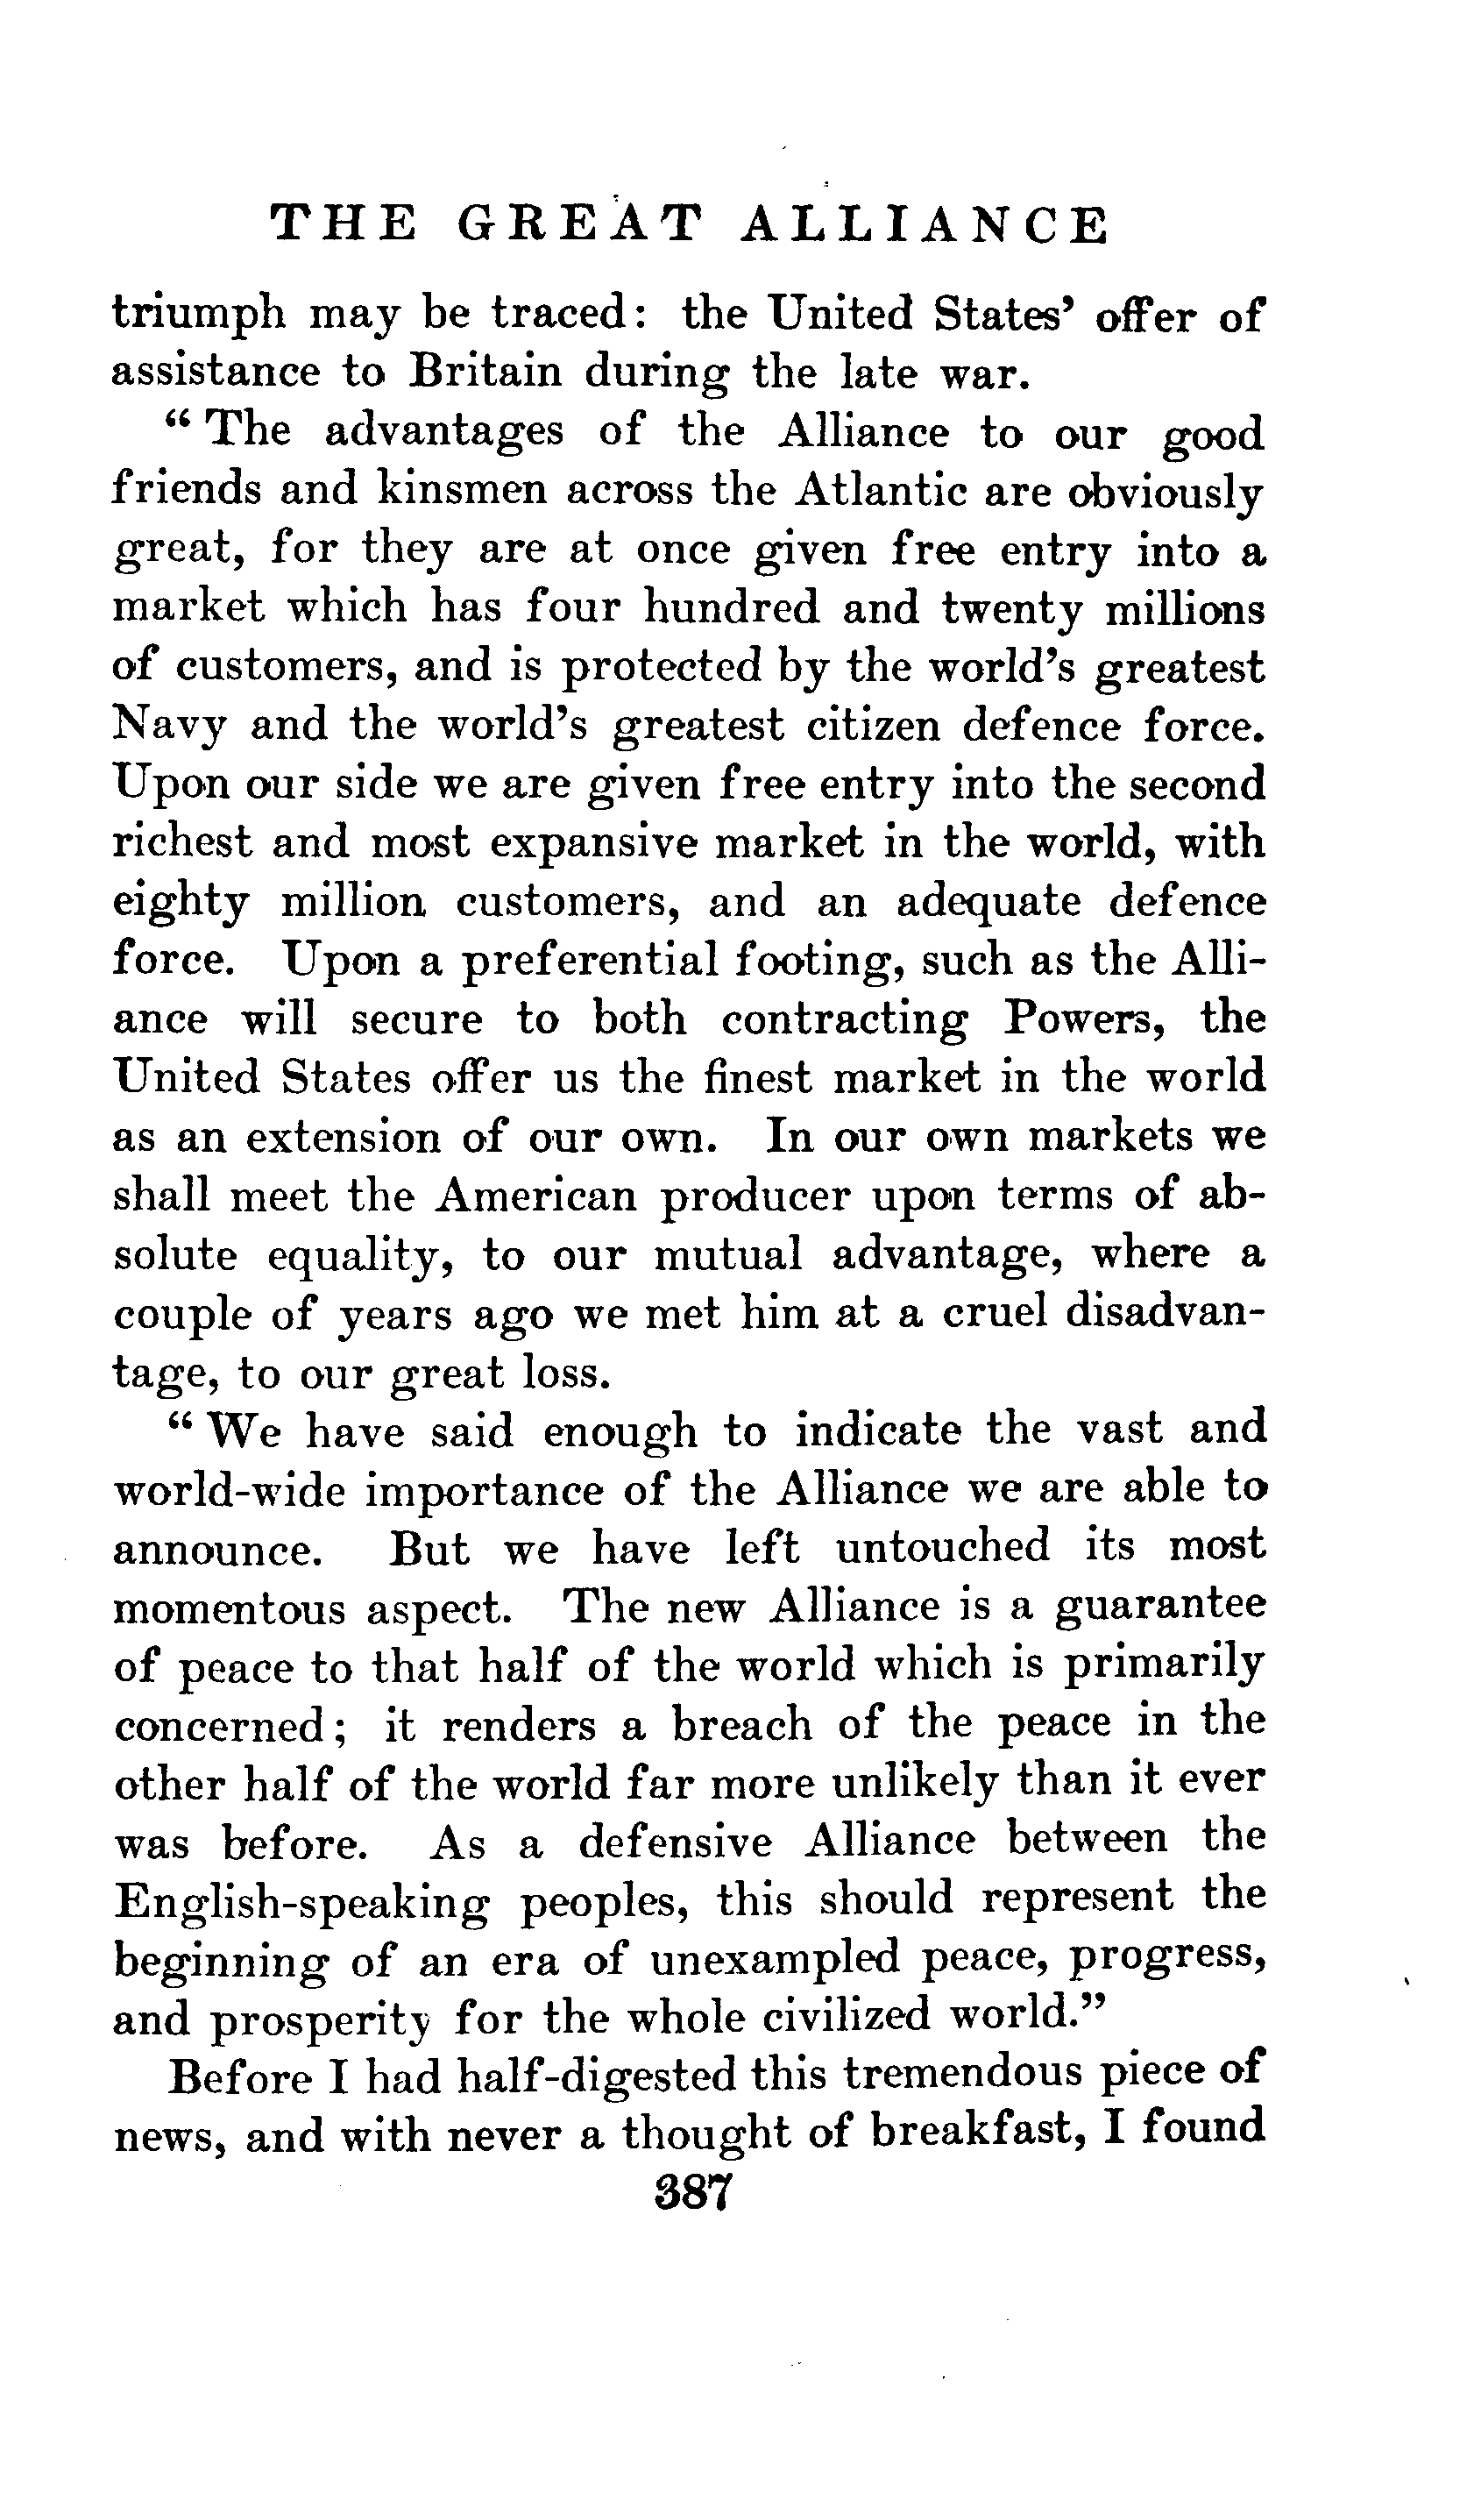 THE GREAT ALLIANCE
triumph may be traced: the United States’ offer of
assistance to Britain during the late war.
“ The advantages of the Alliance to our good
friends and kinsmen across the Atlantic are obviously
great, for they are at once given free entry into a
market which has four hundred and twenty millions
of customers, and is protected by the world’s greatest
Navy and the world’s greatest citizen defence force.
Upon our side we are given free entry into the second
richest and most expansive market in the world, with
eighty million customers, and an adequate defence
force. Upon a preferential footing, such as the Alli-
ance will secure to both contracting Powers, the
United States offer us the finest market in the world
as an extension of our own. In our own markets we
shall meet the American producer upon terms of ab-
solute equality, to our mutual advantage, where a
couple of years ago we met him at a cruel disadvan-
tage, to our great loss.
“ We have said enough to indicate the vast and
world-wide importance of the Alliance we are able to
announce. But we have left untouched its most
momentous aspect. The new Alliance is a guarantee
of peace to that half of the world which is primarily
concerned; it renders a breach of the peace in the
other half of the world far more unlikely than it ever
was before. As a defensive Alliance between the
English-speaking peoples, this should represent the
beginning of an era of unexampled peace, progress,
and prosperity for the whole civilized world.”
Before I had half-digested this tremendous piece of
news, and with never a thought of breakfast, I found
387